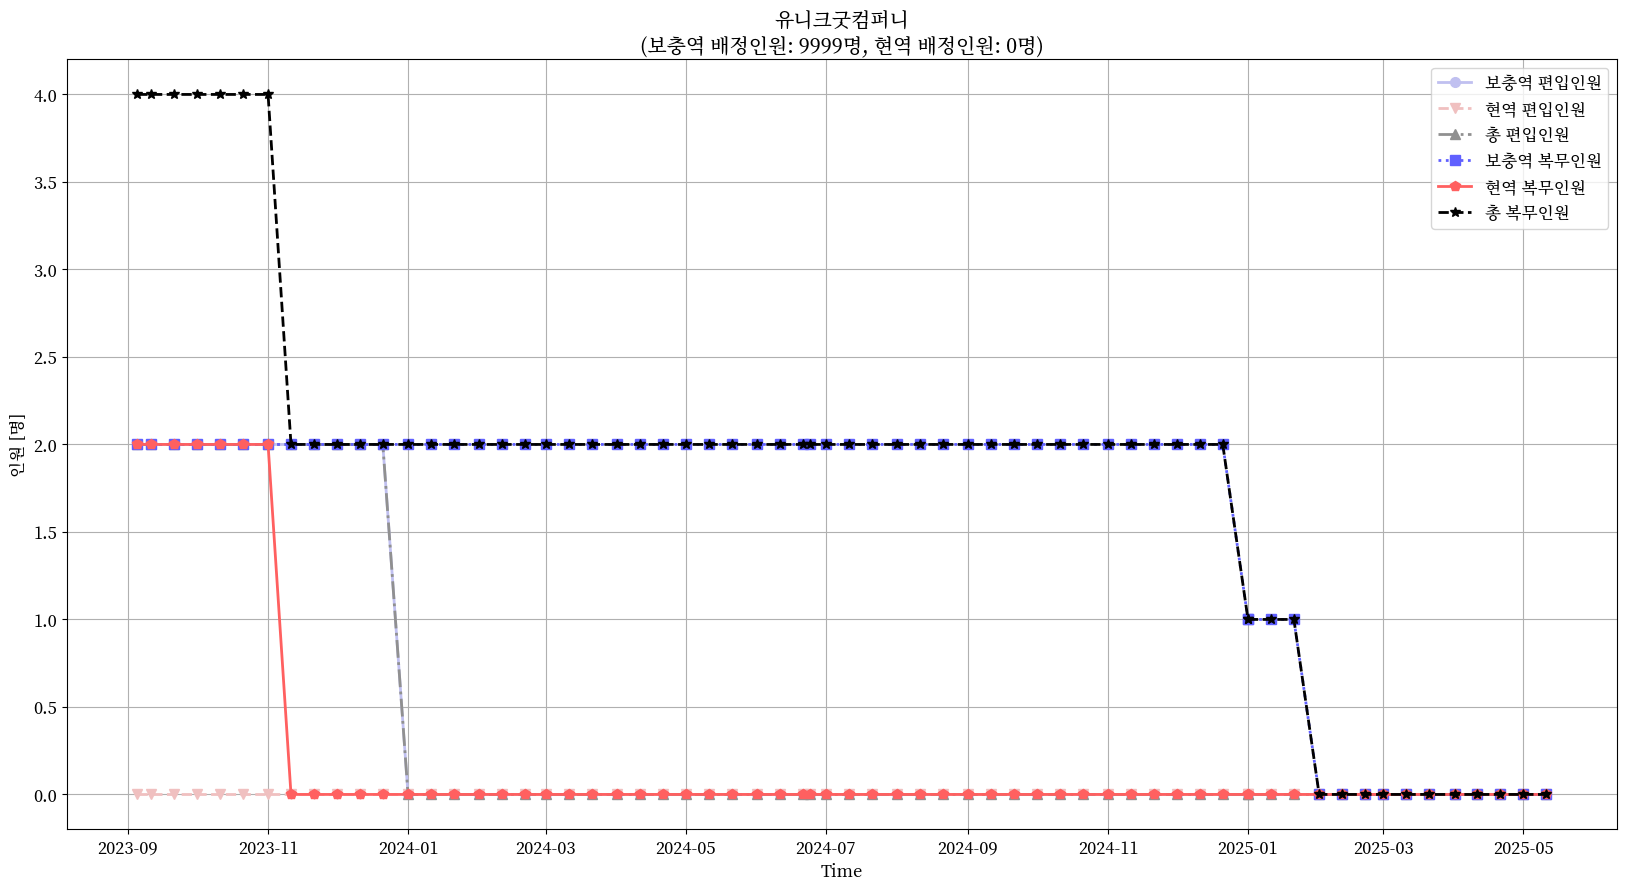 유니크굿컴퍼니
(보충역 배정인원: 9999명, 현역 배정인원: 0명)
보충역 편입인원
현역 편입인원
총 편입인원
보충역 복무인원
현역 복무인원
총 복무인원
인원 [명]
4.0
3.5
3.0
2.5
2.0
1.5
1.0
0.5
0.0
2023-09 2023-11 2024-01 2024-03 2024-05 2024-07 2024-09 2024-11 2025-01 2025-03 2025-05
Time